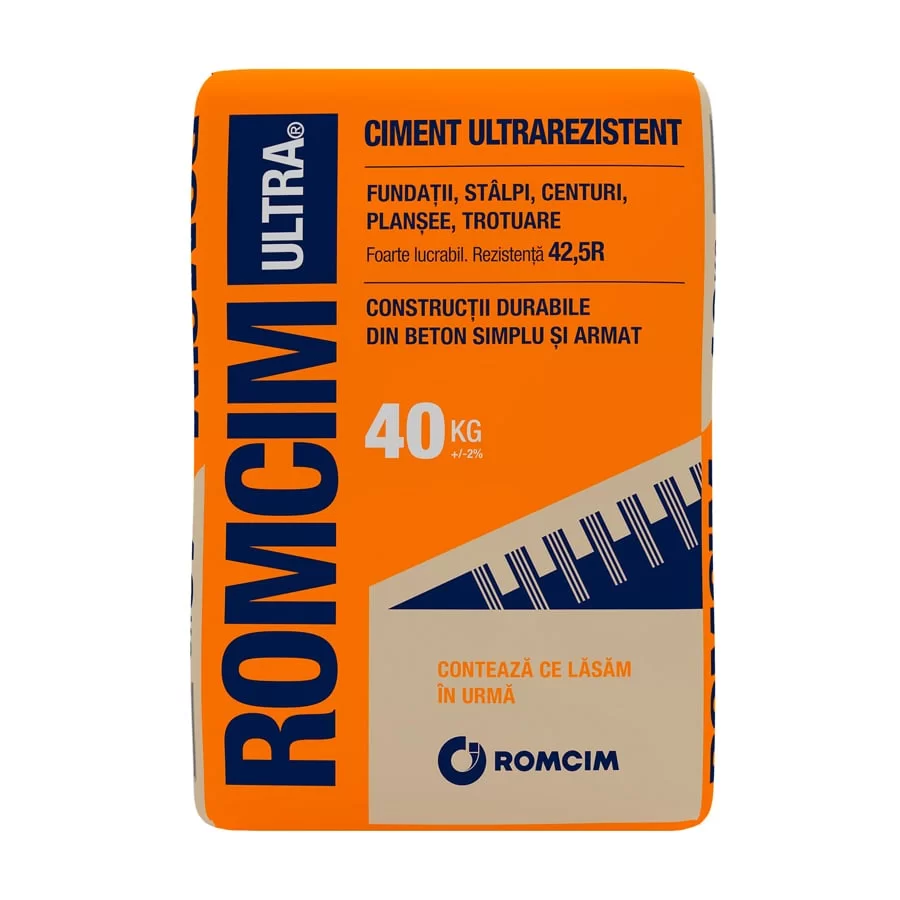 ROMCIM
ULTRA®
CIMENT ULTRAREZISTENT
FUNDAȚII, STÂLPI, CENTURI,
PLANȘEE, TROTUARE
Foarte lucrabil. Rezistență 42,5R
CONSTRUCȚII DURABILE
DIN BETON SIMPLU ȘI ARMAT
40 KG
+/-2%
CONTEAZĂ CE LĂSĂM
ÎN URMĂ
ROMCIM